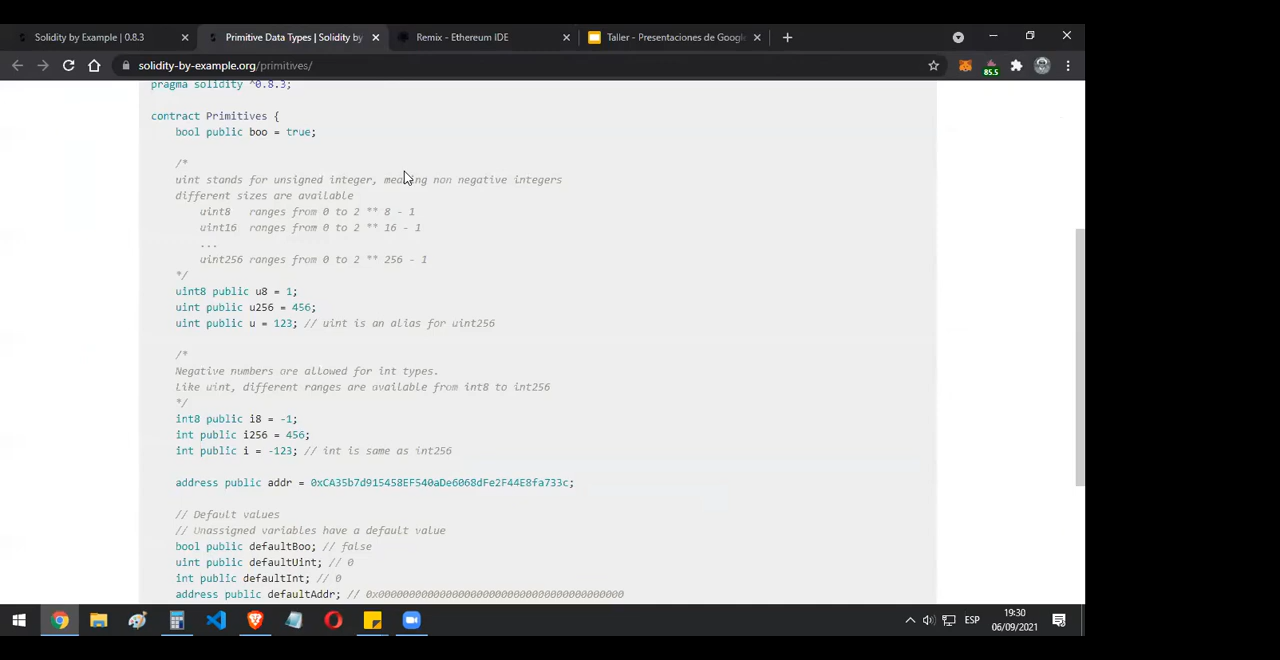 Solidity by Example | 0.8.3
Primitive Data Types | Solidity by
Remix - Ethereum IDE
Taller - Presentaciones de Google
solidity-by-example.org/primitives/
85.5
pragma solidity ^0.8.3;
contract Primitives {
bool public boo = true;
/*
uint stands for unsigned integer, meaning non negative integers
different sizes are available
uint8 ranges from 0 to 2 ** 8 - 1
uint16 ranges from 0 to 2 ** 16 - 1
...
uint256 ranges from 0 to 2 ** 256 - 1
*/
uint8 public u8 = 1;
uint public u256 = 456;
uint public u = 123; // uint is an alias for uint256
/*
Negative numbers are allowed for int types.
Like uint, different ranges are available from int8 to int256
*/
int8 public i8 = -1;
int public i256 = 456;
int public i = -123; // int is same as int256
address public addr = 0xCA35b7d915458EF540aDe6068dFe2F44E8fa733c;
// Default values
// Unassigned variables have a default value
bool public defaultBoo; // false
uint public defaultUint; // 0
int public defaultInt; // 0
address public defaultAddr; // 0x0000000000000000000000000000000000000000
ESP
19:30
06/09/2021